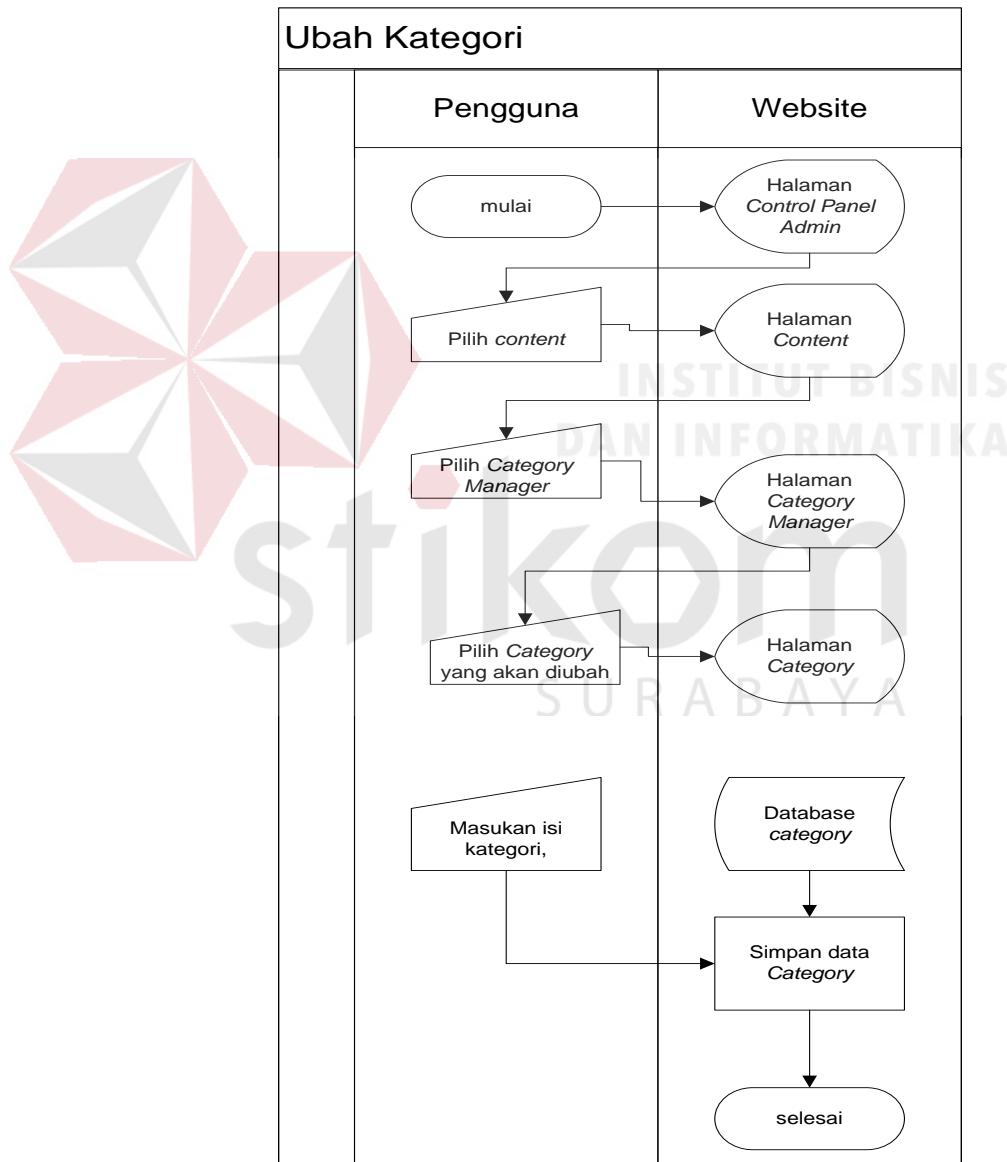 Ubah Kategori
Pengguna
Website
mulai
Halaman
Control Panel
Admin
Pilih content
Halaman
Content
INSTITUT BISNIS
DAN INFORMATIKA
Pilih Category
Manager
Halaman
Category
Manager
stikom
Pilih Category
yang akan diubah
Halaman
Category
SURABAYA
Masukan isi
kategori,
Database
category
Simpan data
Category
selesai